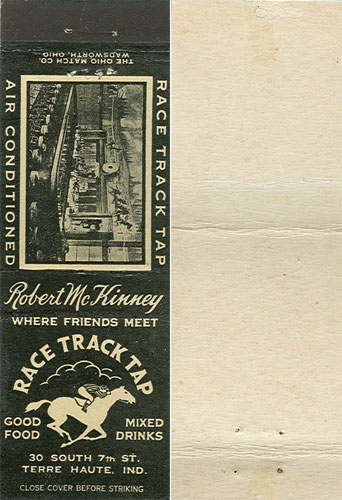 THE OHIO MATCH CO.
WADSWORTH, OHIO
AIR CONDITIONED
RACE TRACK TAP
Robert McKinney
WHERE FRIENDS MEET
RACE TRACK TAP
GOOD FOOD
MIXED DRINKS
30 SOUTH 7th ST.
TERRE HAUTE, IND.
CLOSE COVER BEFORE STRIKING